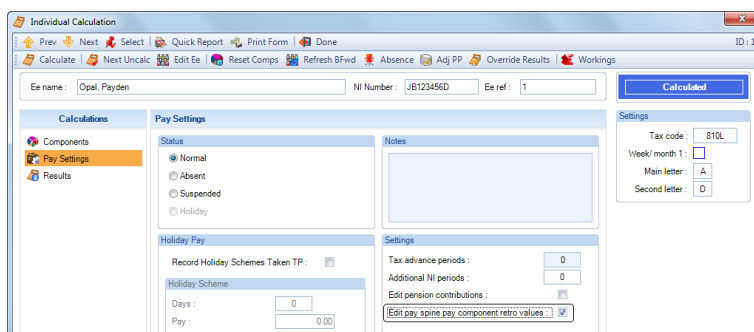 Individual Calculation
Prev Next Select Quick Report Print Form Done ID : 1
Calculate Next Uncalc Edit Ee Reset Comps Refresh BFwd Absence Adj PP Override Results Workings
Ee name : Opal, Payden NI Number : JB123456D Ee ref : 1 Calculated
Calculations Pay Settings Settings
Components Status Notes Tax code : 810L
Pay Settings Normal Week/ month 1 :
Results Absent Main letter : A
Suspended Second letter : D
Holiday
Holiday Pay Settings
Record Holiday Schemes Taken TP : Tax advance periods : 0
Holiday Scheme Additional NI periods : 0
Days : 0 Edit pension contributions :
Pay : 0.00 Edit pay spine pay component retro values :